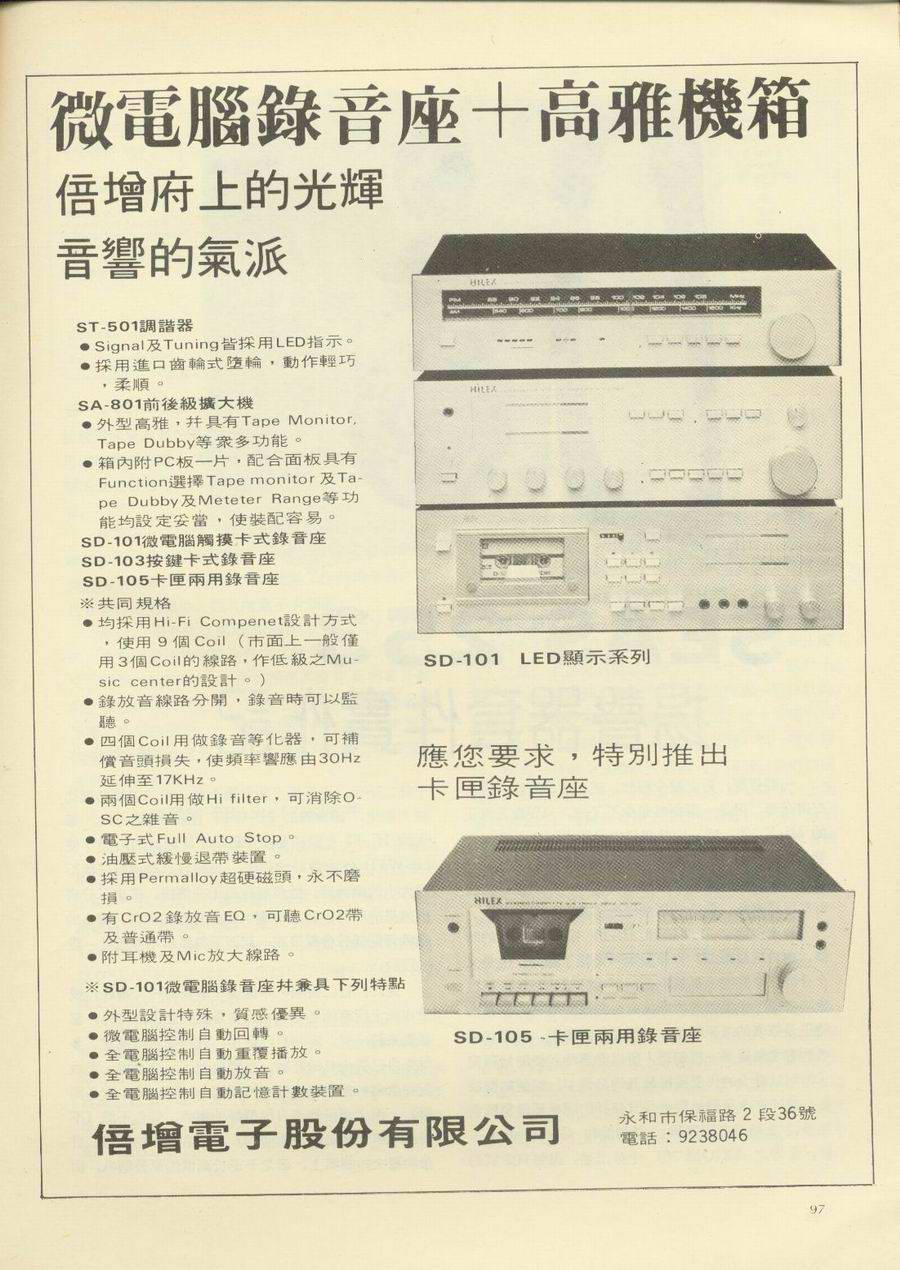 微電腦錄音座＋高雅機箱
倍增府上的光輝
音響的氣派
ST-501調諧器
●Signal及Tuning皆採用LED指示。
●採用進口齒輪式墮輪，動作輕巧
，柔順。
SA-801前後級擴大機
●外型高雅，幷具有Tape Monitor,
Tape Dubby等衆多功能。
●箱內附PC板一片，配合面板具有
Function選擇Tape monitor 及Ta-
pe Dubby及Meteter Range等功
能均設定妥當，使裝配容易。
SD-101微電腦觸摸卡式錄音座
SD-103按鍵卡式錄音座
SD-105卡匣兩用錄音座
※共同規格
●均採用Hi-Fi Compenet設計方式
，使用9個Coil（市面上一般僅
用3個Coil的線路，作低級之Mu-
sic center的設計。）
●錄放音線路分開，錄音時可以監
聽。
●四個Coil用做錄音等化器，可補
償音頭損失，使頻率響應由30Hz
延伸至17KHz。
●兩個Coil用做Hi filter，可消除O-
SC之雜音。
●電子式Full Auto Stop。
●油壓式緩慢退帶裝置。
●採用Permalloy超硬磁頭，永不磨
損。
●有CrO2錄放音EQ，可聽CrO2帶
及普通帶。
●附耳機及Mic放大線路。
※SD-101微電腦錄音座幷兼具下列特點
●外型設計特殊，質感優異。
●微電腦控制自動回轉。
●全電腦控制自動重覆播放。
●全電腦控制自動放音。
●全電腦控制自動記憶計數裝置。
HILEX
FM 88 90 92 94 96 98 100 102 104 106 108 MHz
HILEX
SD-101 LED顯示系列
應您要求，特別推出
卡匣錄音座
HILEX
SD-105 -卡匣兩用錄音座
倍增電子股份有限公司
永和市保福路2段36號
電話：9238046
97